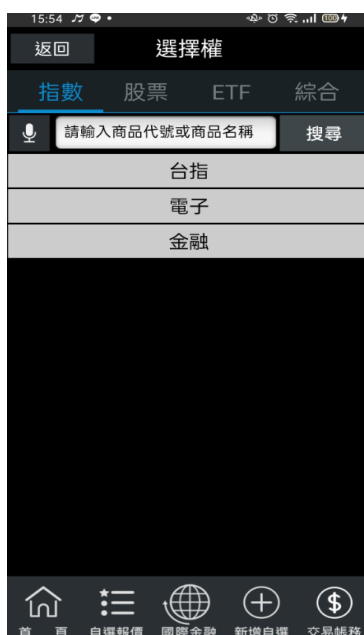 15:54
100
返回
選擇權
指數 股票 ETF 綜合
請輸入商品代號或商品名稱
搜尋
台指
電子
金融
首 頁 自選報價 國際金融 新增自選 交易帳務